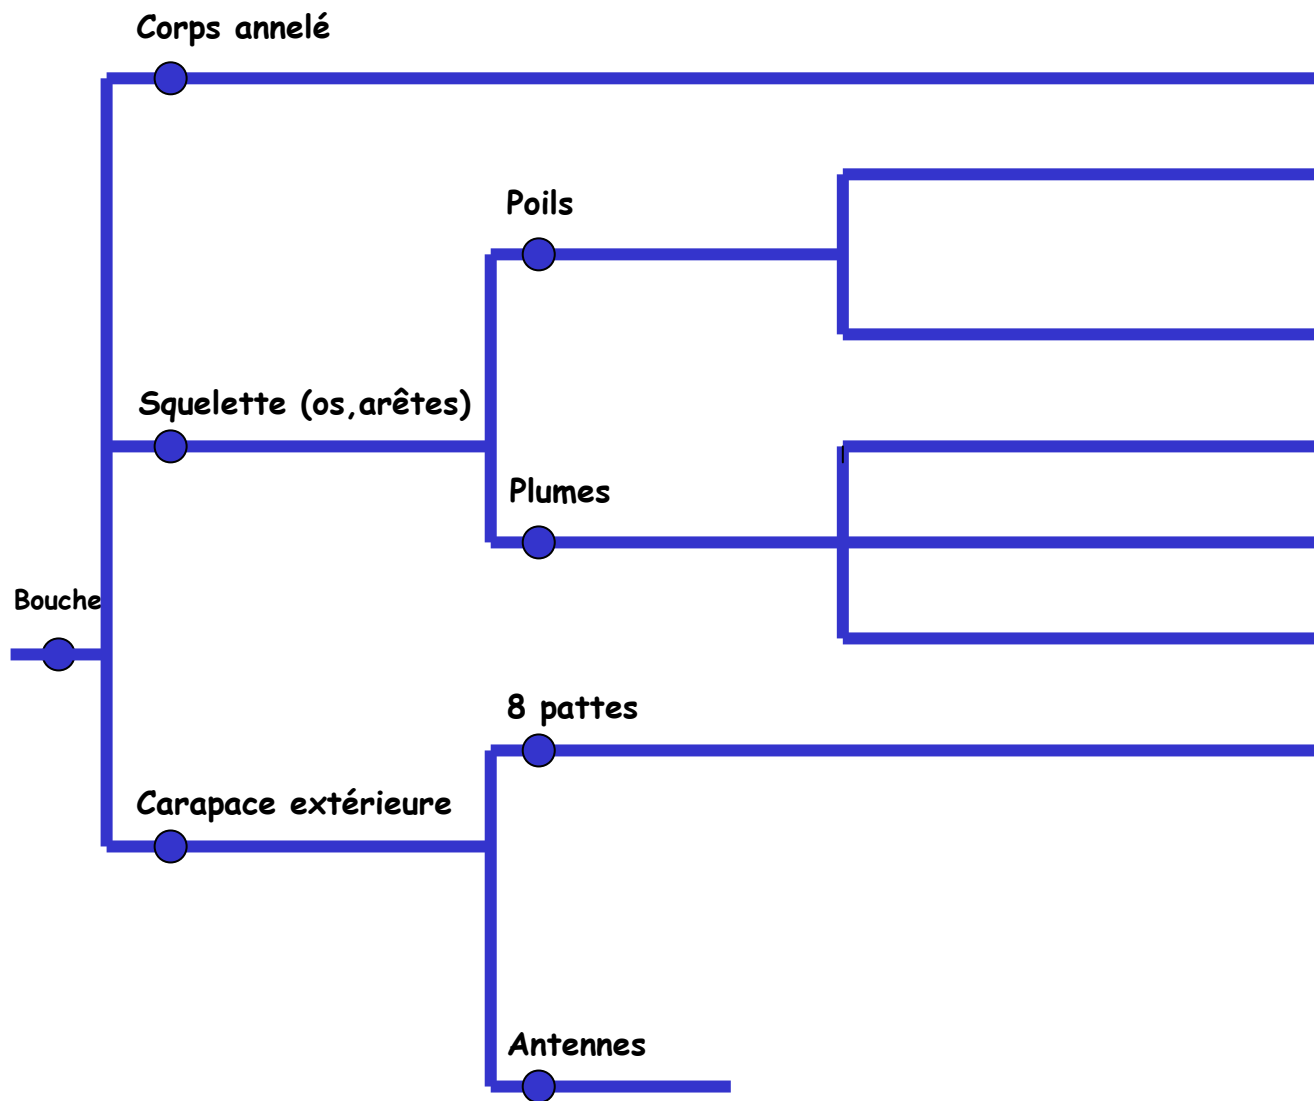 Corps annelé
Poils
Squelette (os,arêtes)
Plumes
Bouche
8 pattes
Carapace extérieure
Antennes